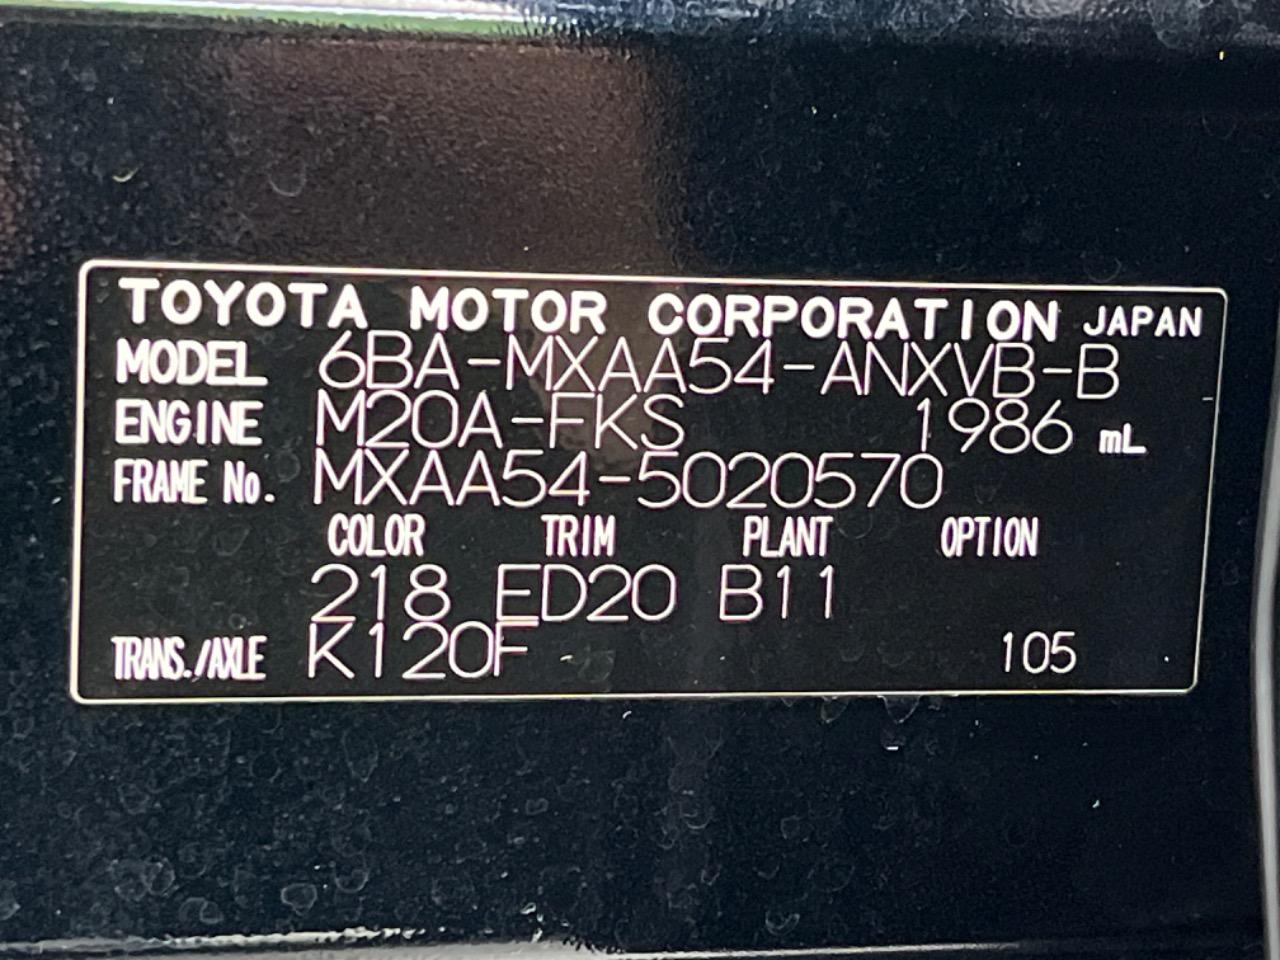 TOYOTA MOTOR CORPORATION JAPAN
MODEL 6BA-MXAA54-ANXVB-B
ENGINE M20A-FKS 1986 mL
FRAME No. MXAA54-5020570
COLOR TRIM PLANT OPTION
218 ED20 B11
TRANS./AXLE K120F 105